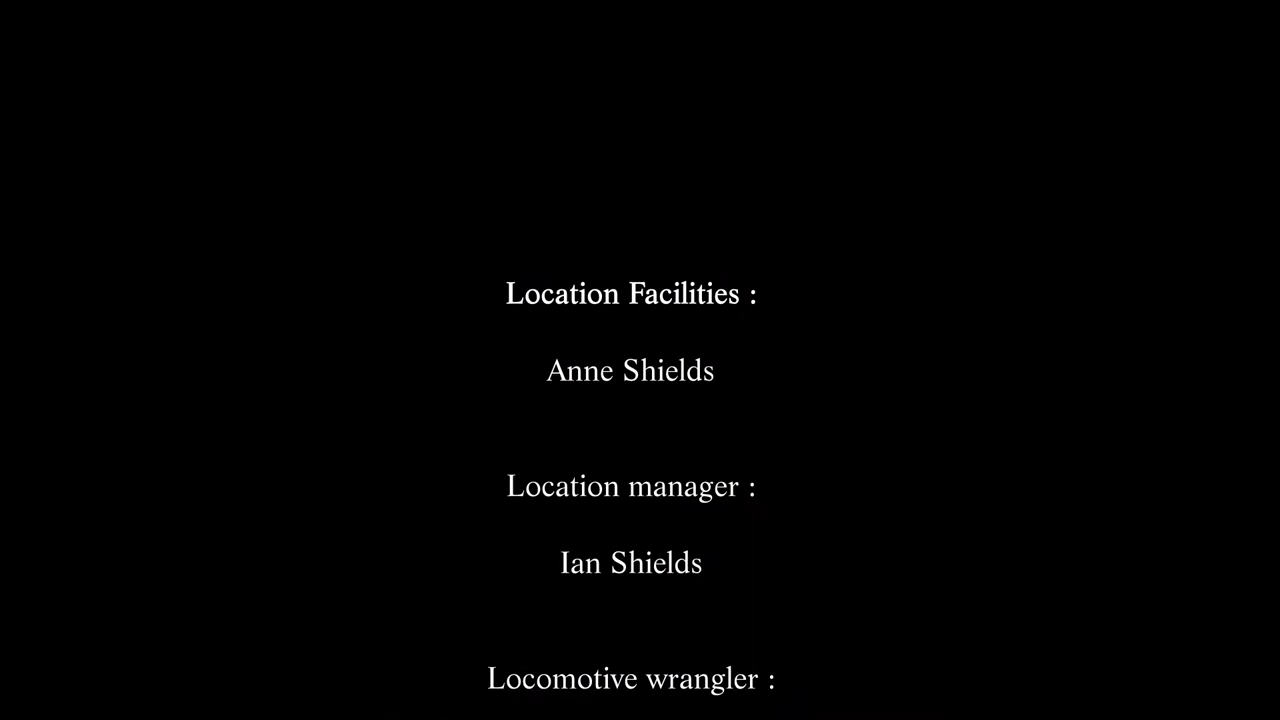 Location Facilities :
Anne Shields
Location manager :
Ian Shields
Locomotive wrangler :